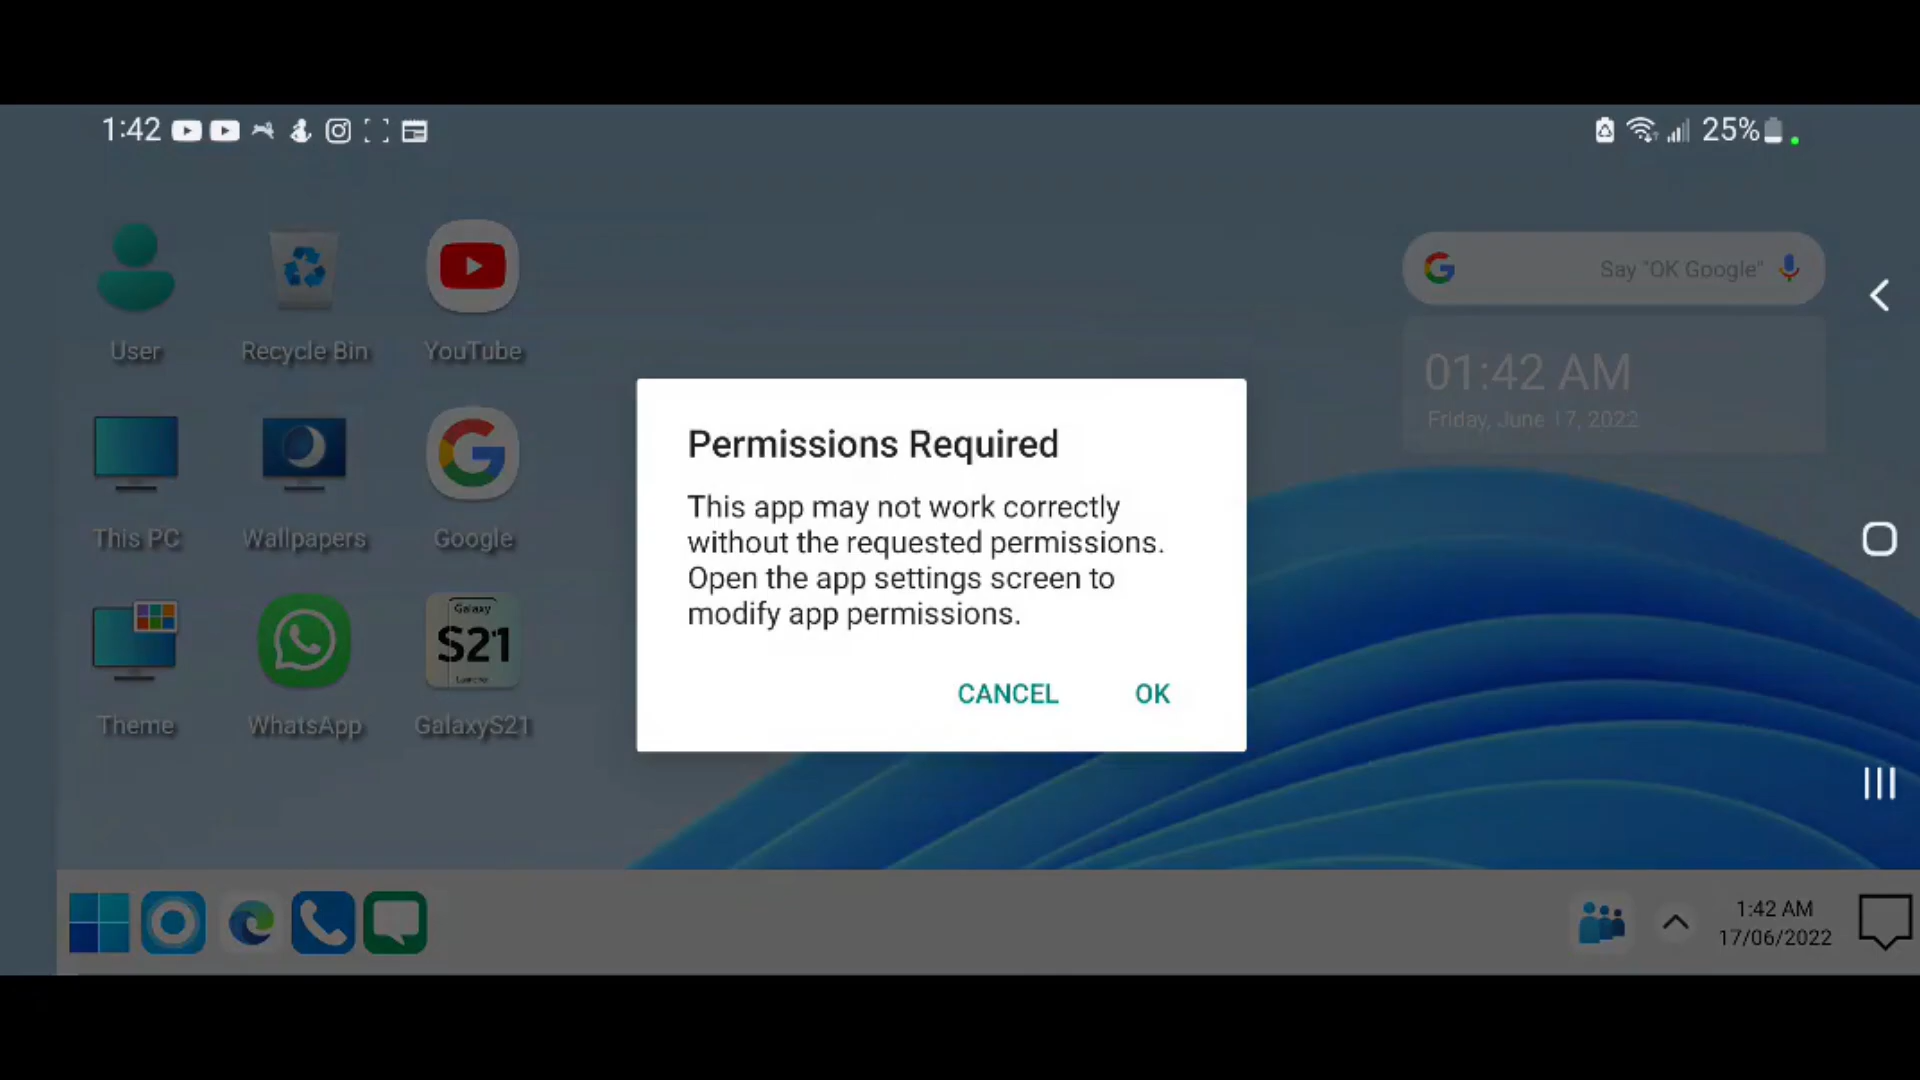 1:42
25%
User
Recycle Bin
YouTube
Say "OK Google"
01:42 AM
Friday, June 17, 2022
Permissions Required
This app may not work correctly
without the requested permissions.
Open the app settings screen to
modify app permissions.
CANCEL
OK
This PC
Wallpapers
Google
Galaxy
S21
Launcher
Theme
WhatsApp
GalaxyS21
1:42 AM
17/06/2022